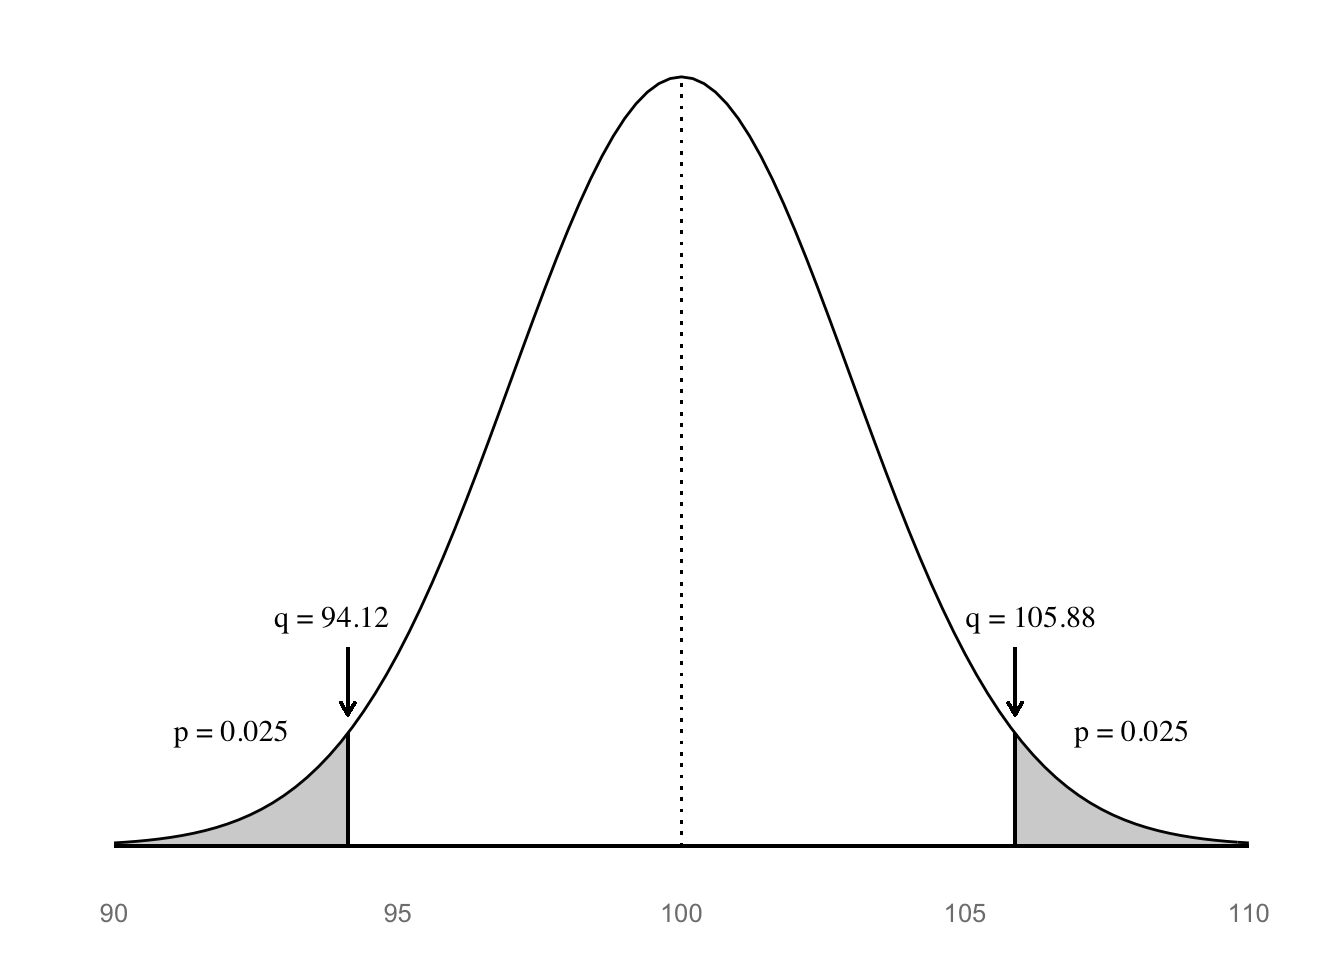 q = 94.12
q = 105.88
p = 0.025
p = 0.025
90
95
100
105
110